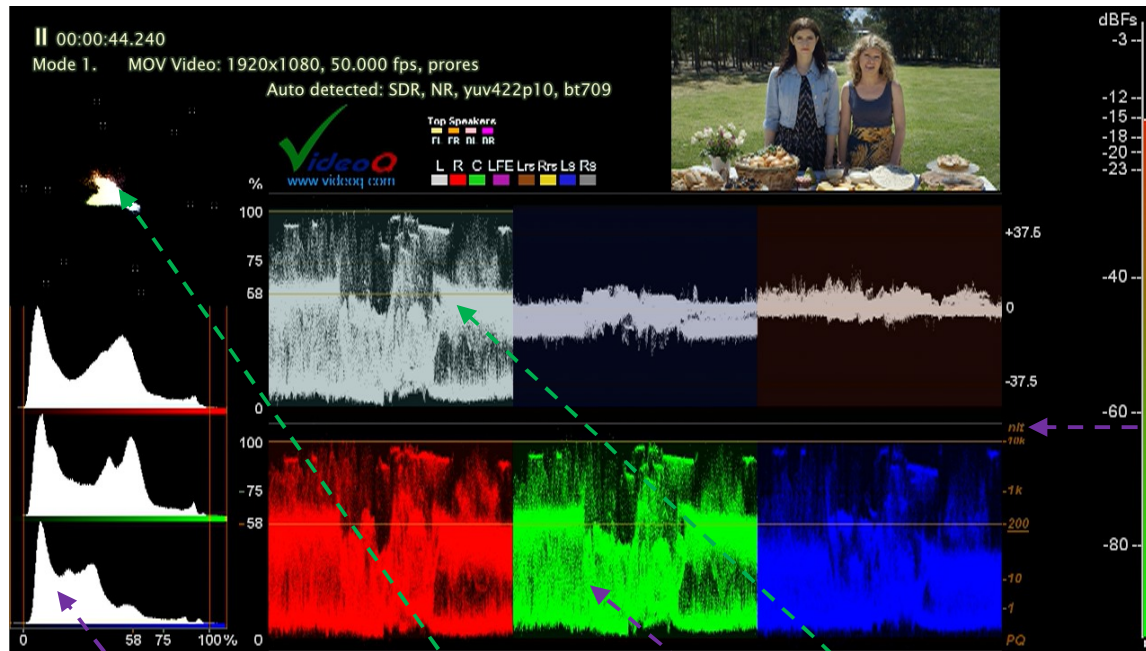 II 00:00:44.240
Mode 1. MOV Video: 1920x1080, 50.000 fps, prores
Auto detected: SDR, NR, yuv422p10, bt709
VideoQ
www.videoq.com
Top Speakers
L R C LFE Lrs Rrs Ls Rs
%
100
75
58
0
+37.5
0
-37.5
100
-75
-58
0
nit
-10k
-1k
-200
-10
-1
PQ
0 58 75 100%
dBFs
-3
-12
-15
-18
-20
-23
-40
-60
-80